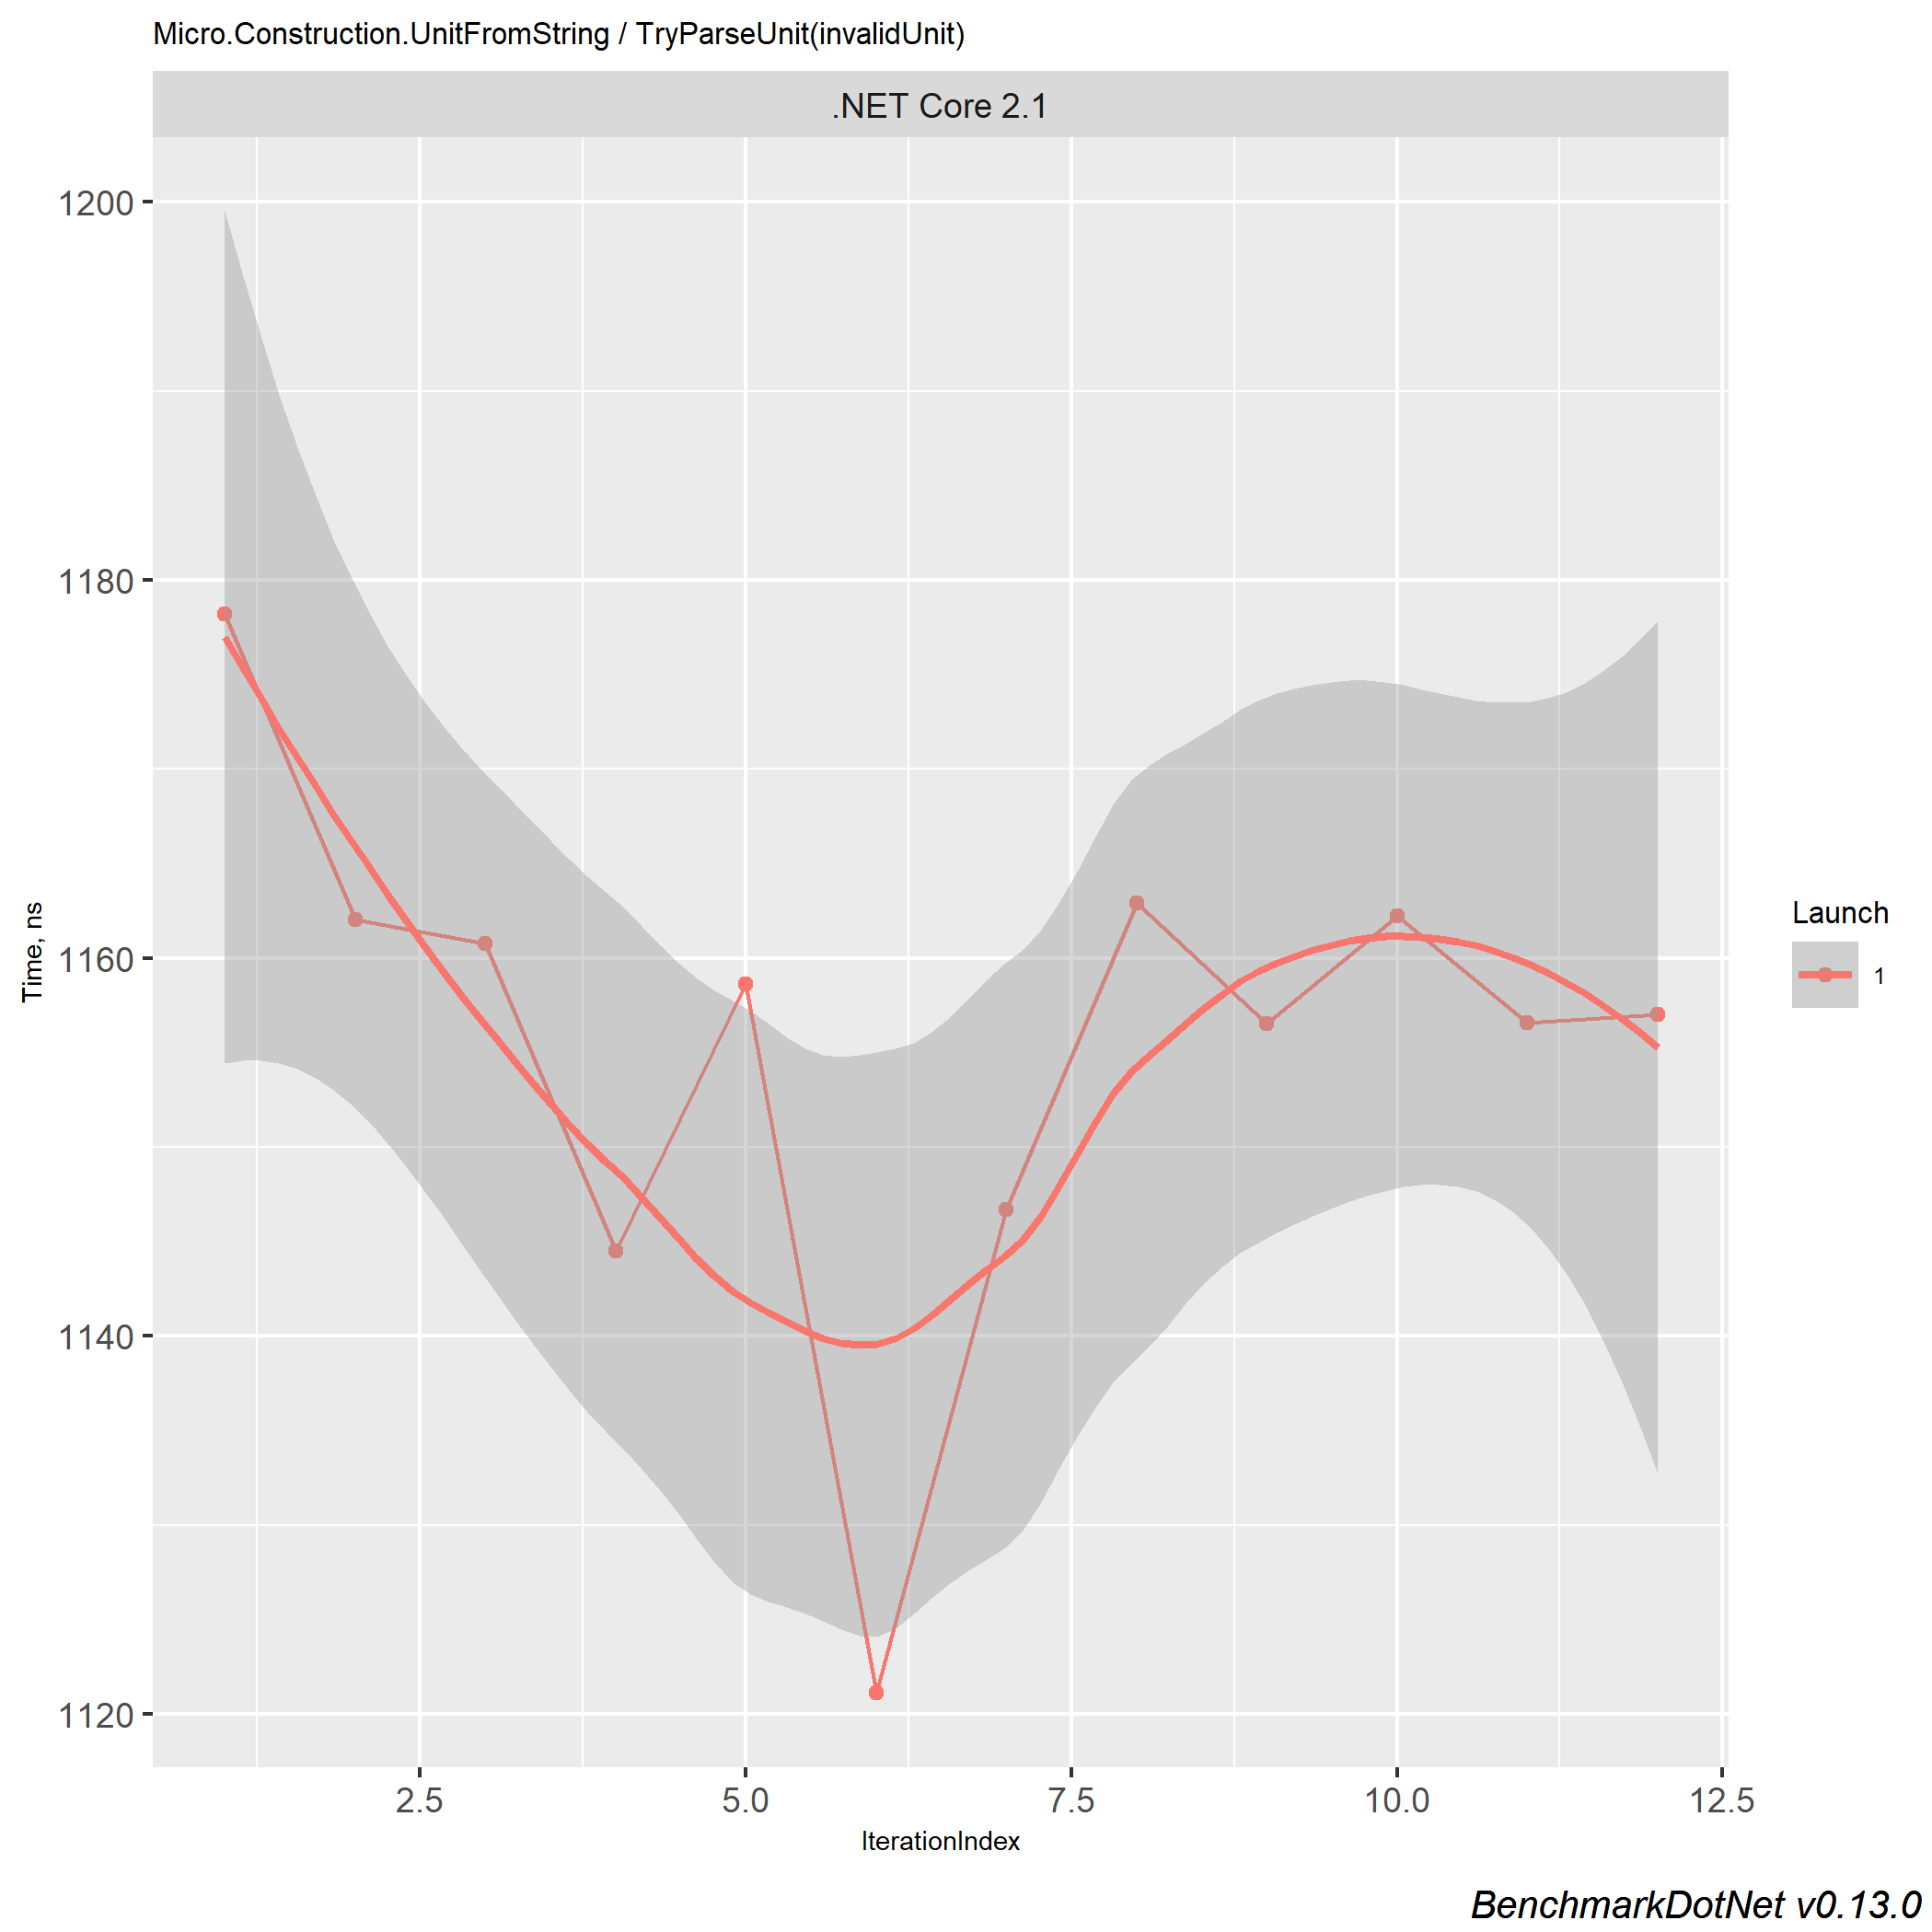 Micro.Construction.UnitFromString / TryParseUnit(invalidUnit)
.NET Core 2.1
1200
1180
1160
1140
1120
Time, ns
2.5 5.0 7.5 10.0 12.5
IterationIndex
Launch
1
BenchmarkDotNet v0.13.0